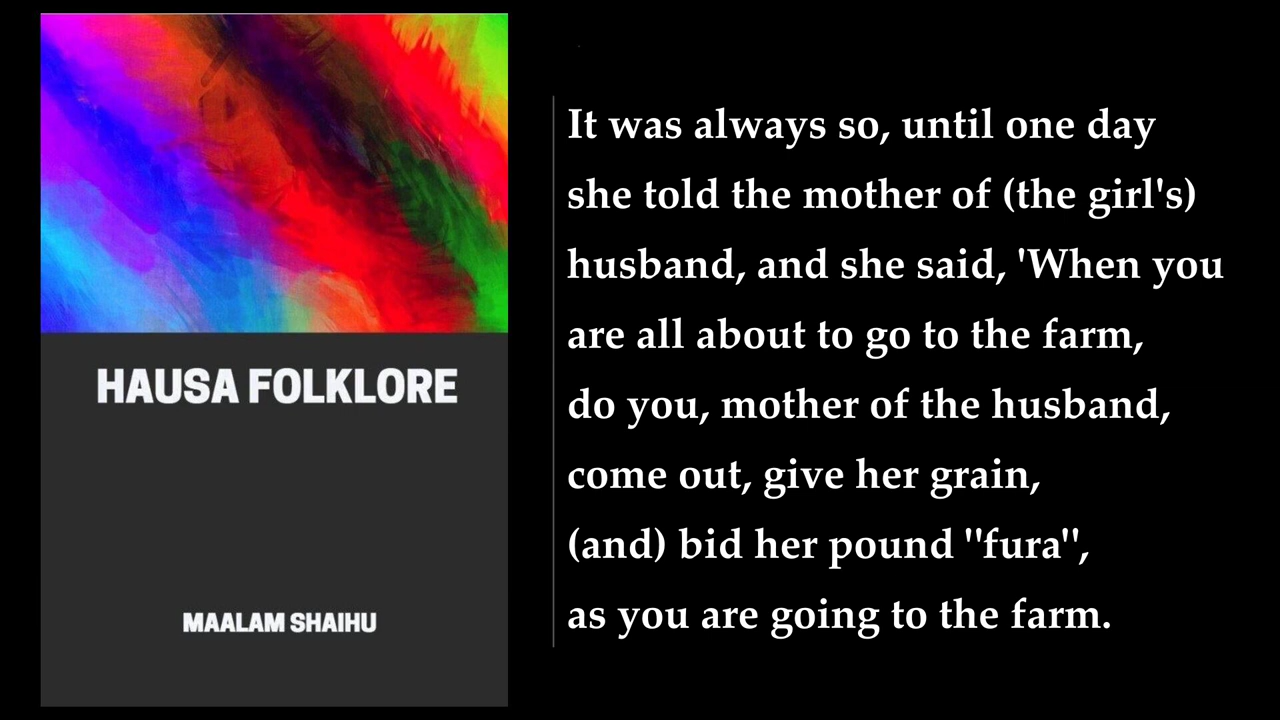 HAUSA FOLKLORE
MAALAM SHAIHU
It was always so, until one day
she told the mother of (the girl's)
husband, and she said, 'When you
are all about to go to the farm,
do you, mother of the husband,
come out, give her grain,
(and) bid her pound "fura",
as you are going to the farm.